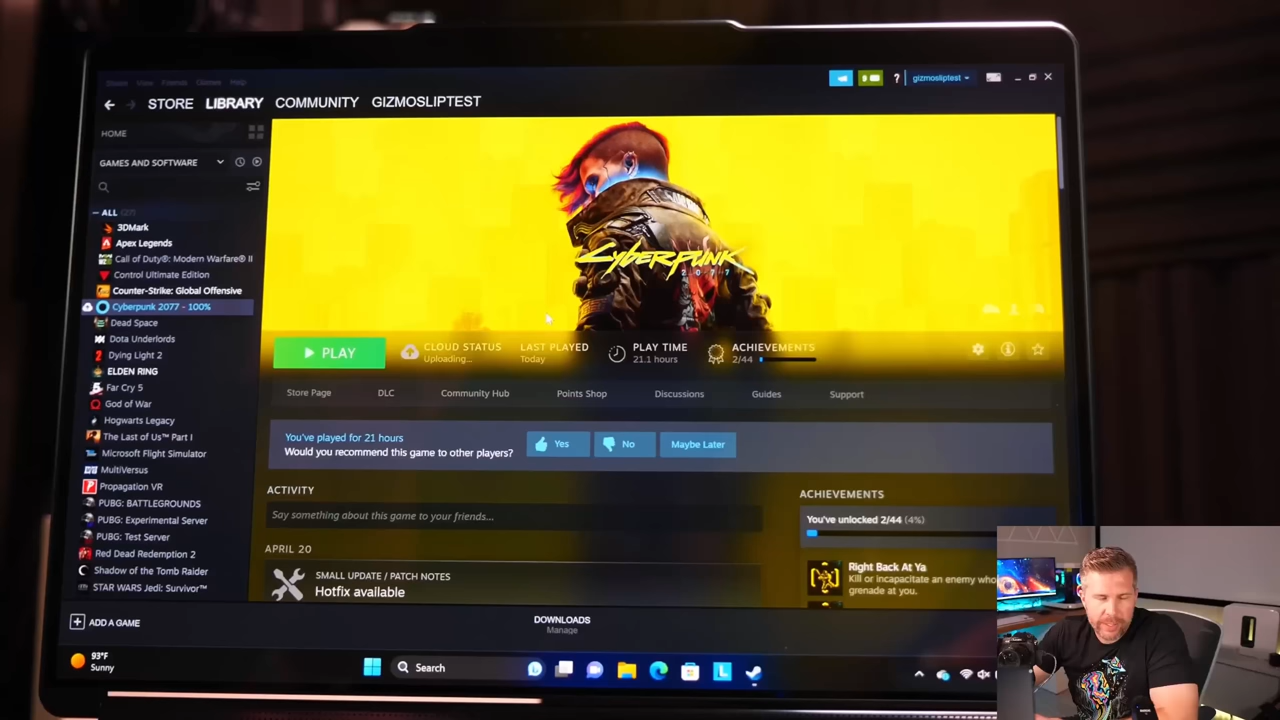 Steam View Friends Games Help
gizmosliptest
STORE LIBRARY COMMUNITY GIZMOSLIPTEST
HOME
GAMES AND SOFTWARE
ALL (27)
3DMark
Apex Legends
Call of Duty®: Modern Warfare® II
Control Ultimate Edition
Counter-Strike: Global Offensive
Cyberpunk 2077 - 100%
Dead Space
Dota Underlords
Dying Light 2
ELDEN RING
Far Cry 5
God of War
Hogwarts Legacy
The Last of Us™ Part I
Microsoft Flight Simulator
MultiVersus
Propagation VR
PUBG: BATTLEGROUNDS
PUBG: Experimental Server
PUBG: Test Server
Red Dead Redemption 2
Shadow of the Tomb Raider
STAR WARS Jedi: Survivor™
ADD A GAME
Cyberpunk
2077
PLAY
CLOUD STATUS
Uploading...
LAST PLAYED
Today
PLAY TIME
21.1 hours
ACHIEVEMENTS
2/44
Store Page DLC Community Hub Points Shop Discussions Guides Support
You've played for 21 hours
Would you recommend this game to other players?
Yes No Maybe Later
ACTIVITY
Say something about this game to your friends...
APRIL 20
SMALL UPDATE / PATCH NOTES
Hotfix available
ACHIEVEMENTS
You've unlocked 2/44 (4%)
Right Back At Ya
Kill or incapacitate an enemy who
grenade at you.
DOWNLOADS
Manage
93°F
Sunny
Search